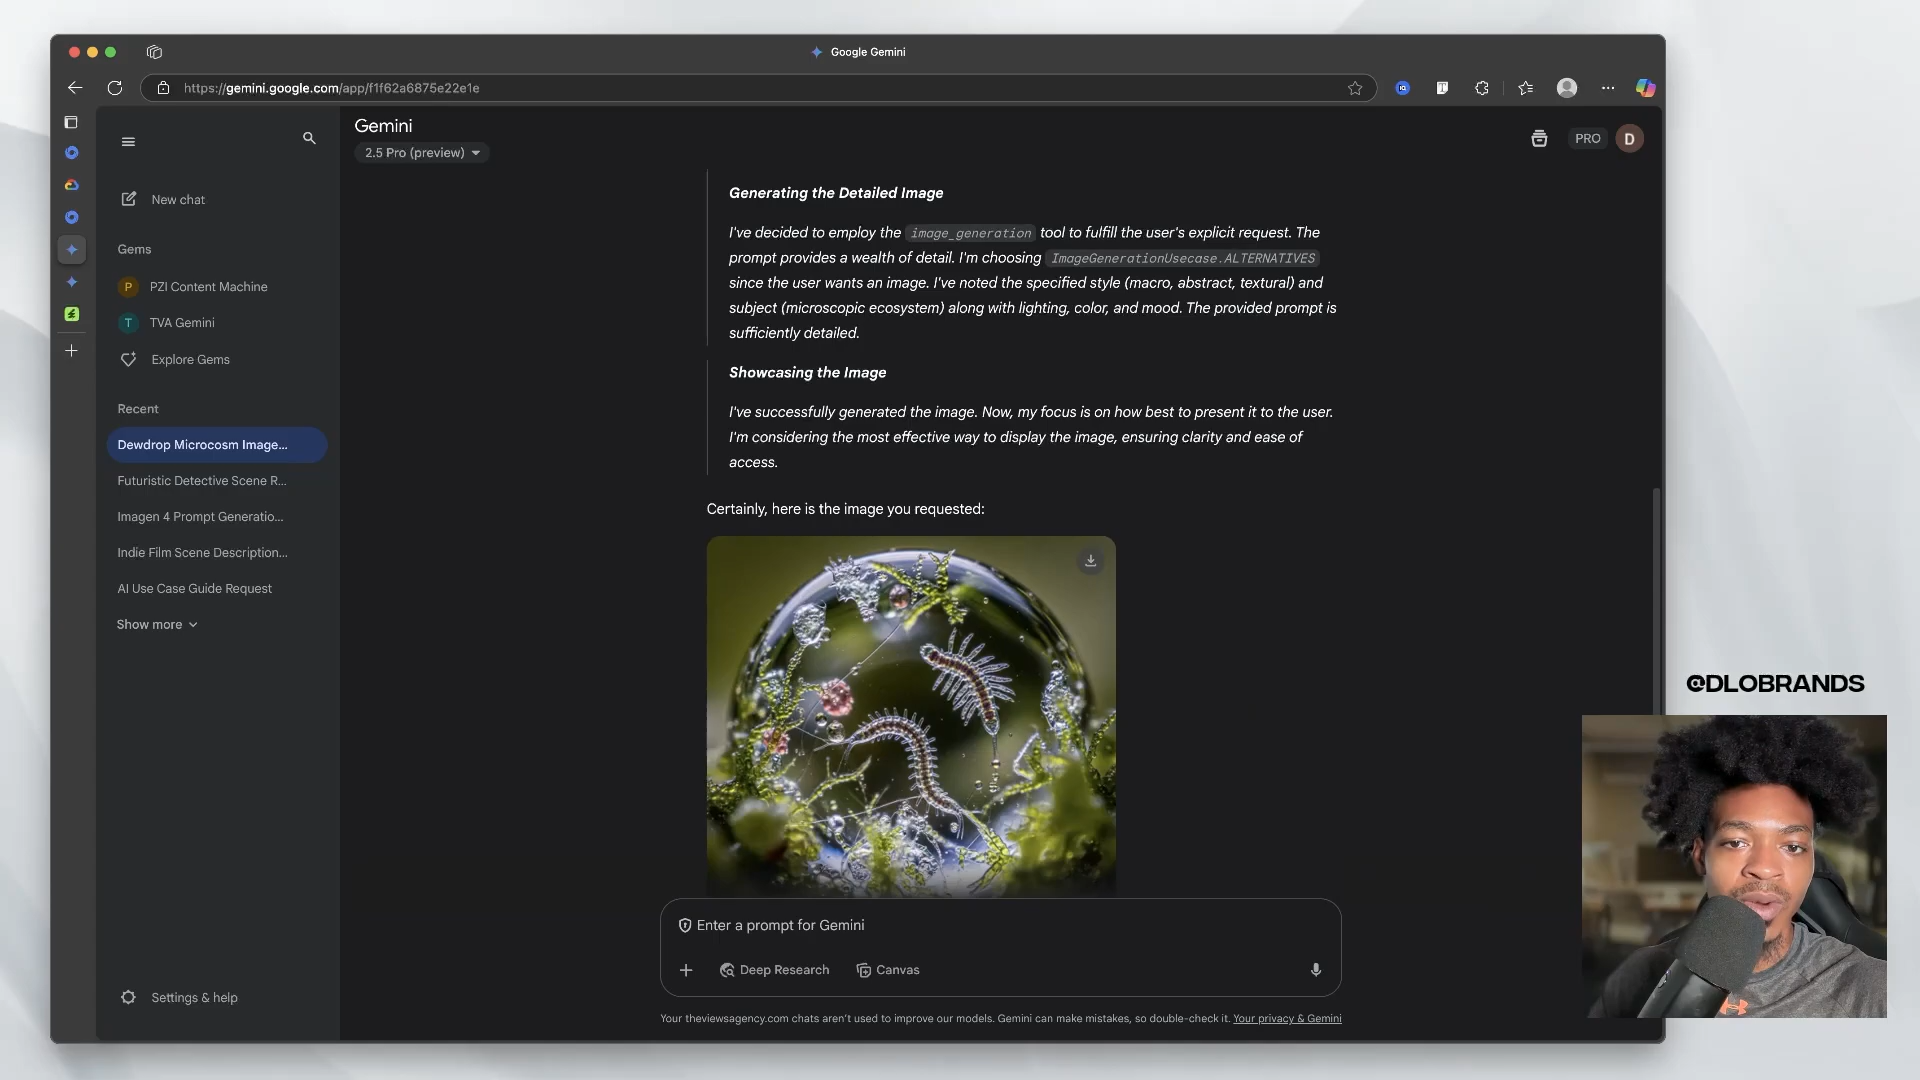 Google Gemini
https://gemini.google.com/app/f1f62a6875e22e1e
Gemini
2.5 Pro (preview)
PRO
D
New chat
Gems
P PZI Content Machine
T TVA Gemini
Explore Gems
Recent
Dewdrop Microcosm Image...
Futuristic Detective Scene R...
Imagen 4 Prompt Generatio...
Indie Film Scene Description...
AI Use Case Guide Request
Show more
Settings & help
Generating the Detailed Image
I've decided to employ the image_generation tool to fulfill the user's explicit request. The
prompt provides a wealth of detail. I'm choosing ImageGenerationUsecase.ALTERNATIVES
since the user wants an image. I've noted the specified style (macro, abstract, textural) and
subject (microscopic ecosystem) along with lighting, color, and mood. The provided prompt is
sufficiently detailed.
Showcasing the Image
I've successfully generated the image. Now, my focus is on how best to present it to the user.
I'm considering the most effective way to display the image, ensuring clarity and ease of
access.
Certainly, here is the image you requested:
Enter a prompt for Gemini
Deep Research
Canvas
Your theviewsagency.com chats aren't used to improve our models. Gemini can make mistakes, so double-check it. Your privacy & Gemini
@DLOBRANDS